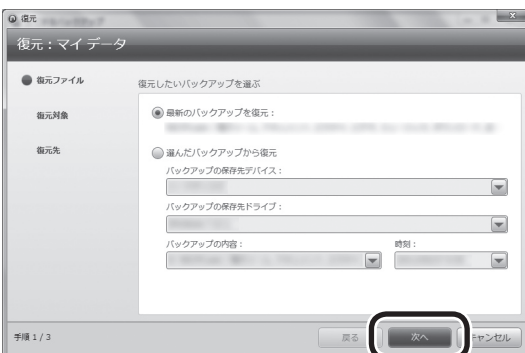 復元
復元：マイ データ
復元ファイル
復元対象
復元先
復元したいバックアップを選ぶ
最新のバックアップを復元：
選んだバックアップから復元
バックアップの保存先デバイス：
バックアップの保存先ドライブ：
バックアップの内容：
時刻：
手順 1 / 3
戻る
次へ
キャンセル